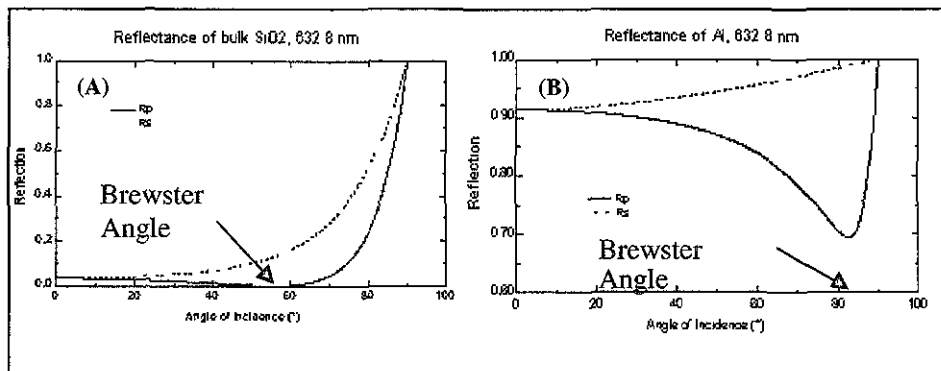 Reflectance of bulk SiO2, 632 8 nm
1.0
0.8
0.6
0.4
0.2
0.0
Reflection
(A)
Rp
Rs
Brewster
Angle
0
20
40
60
80
100
Angle of Incidence (°)
Reflectance of Al, 632 8 nm
1.00
0.90
0.70
0.60
Reflection
(B)
Rp
Rs
Brewster
Angle
0
20
40
60
80
100
Angle of Incidence (°)